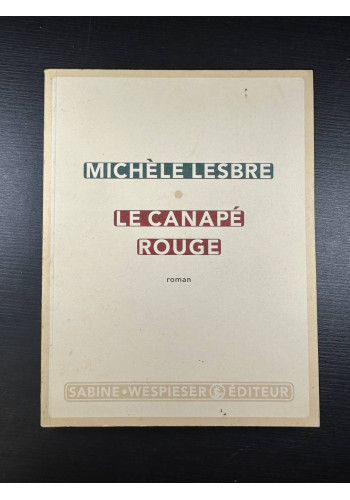 MICHÈLE LESBRE
LE CANAPÉ
ROUGE
roman
SABINE • WESPIESER ÉDITEUR